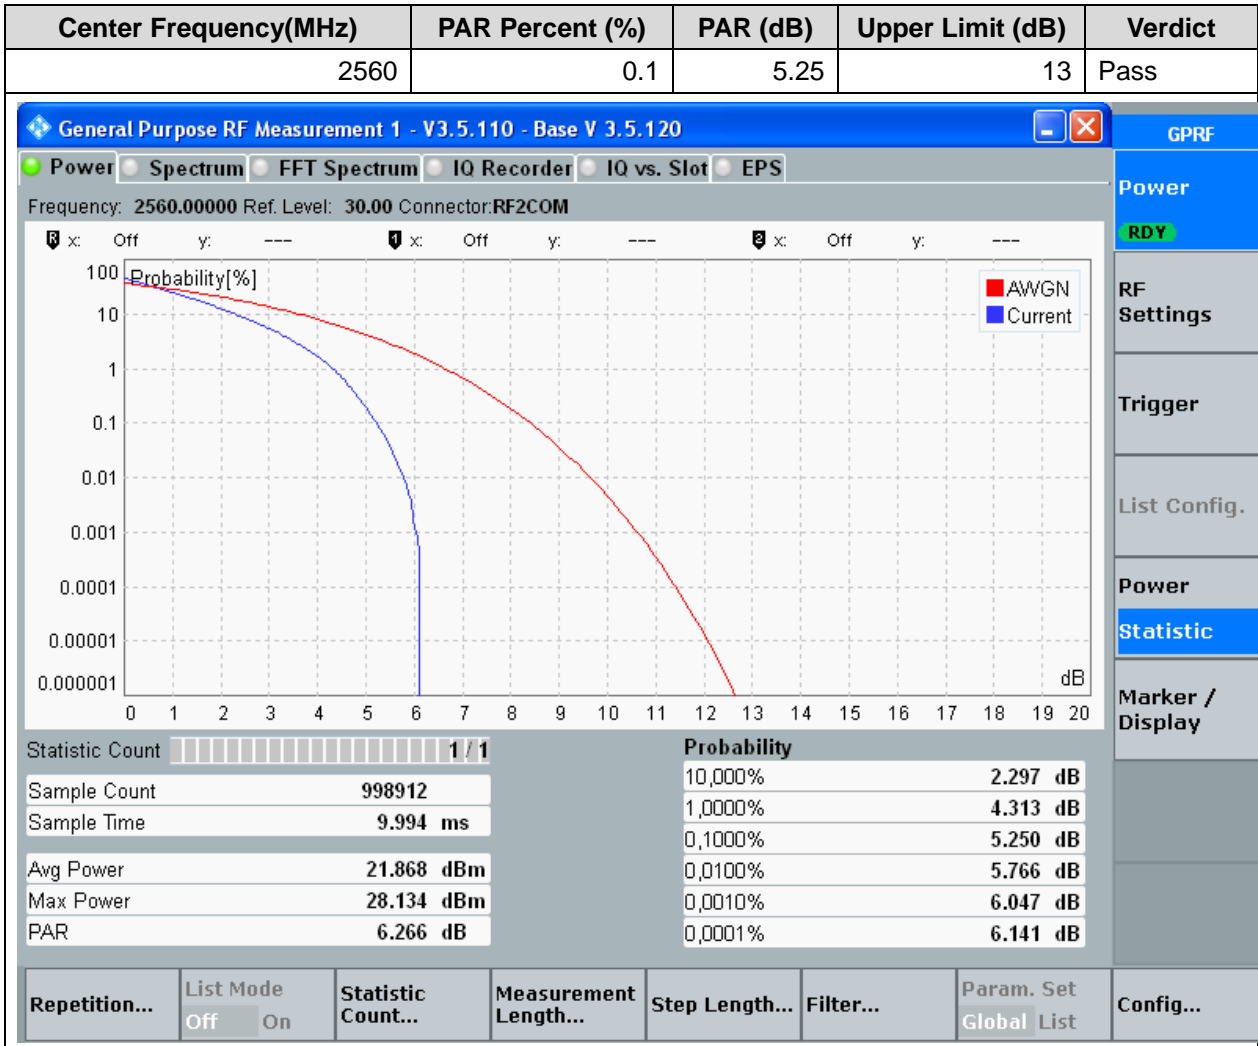 Center Frequency(MHz) PAR Percent (%) PAR (dB) Upper Limit (dB) Verdict
2560 0.1 5.25 13 Pass
General Purpose RF Measurement 1 - V3.5.110 - Base V 3.5.120
GPRF
Power Spectrum FFT Spectrum IQ Recorder IQ vs. Slot EPS
Frequency: 2560.00000 Ref. Level: 30.00 Connector:RF2COM
R x: Off y: --- 1 x: Off y: --- 2 x: Off y: ---
Power
RDY
RF
Settings
Trigger
List Config.
Power
Statistic
Marker /
Display
Probability[%]
AWGN
Current
100
10
1
0.1
0.01
0.001
0.0001
0.00001
0.000001
dB
0 1 2 3 4 5 6 7 8 9 10 11 12 13 14 15 16 17 18 19 20
Statistic Count 1 / 1
Sample Count 998912
Sample Time 9.994 ms
Avg Power 21.868 dBm
Max Power 28.134 dBm
PAR 6.266 dB
Probability
10,000% 2.297 dB
1,0000% 4.313 dB
0,1000% 5.250 dB
0,0100% 5.766 dB
0,0010% 6.047 dB
0,0001% 6.141 dB
Repetition...
List Mode
Off On
Statistic
Count...
Measurement
Length...
Step Length...
Filter...
Param. Set
Global List
Config...